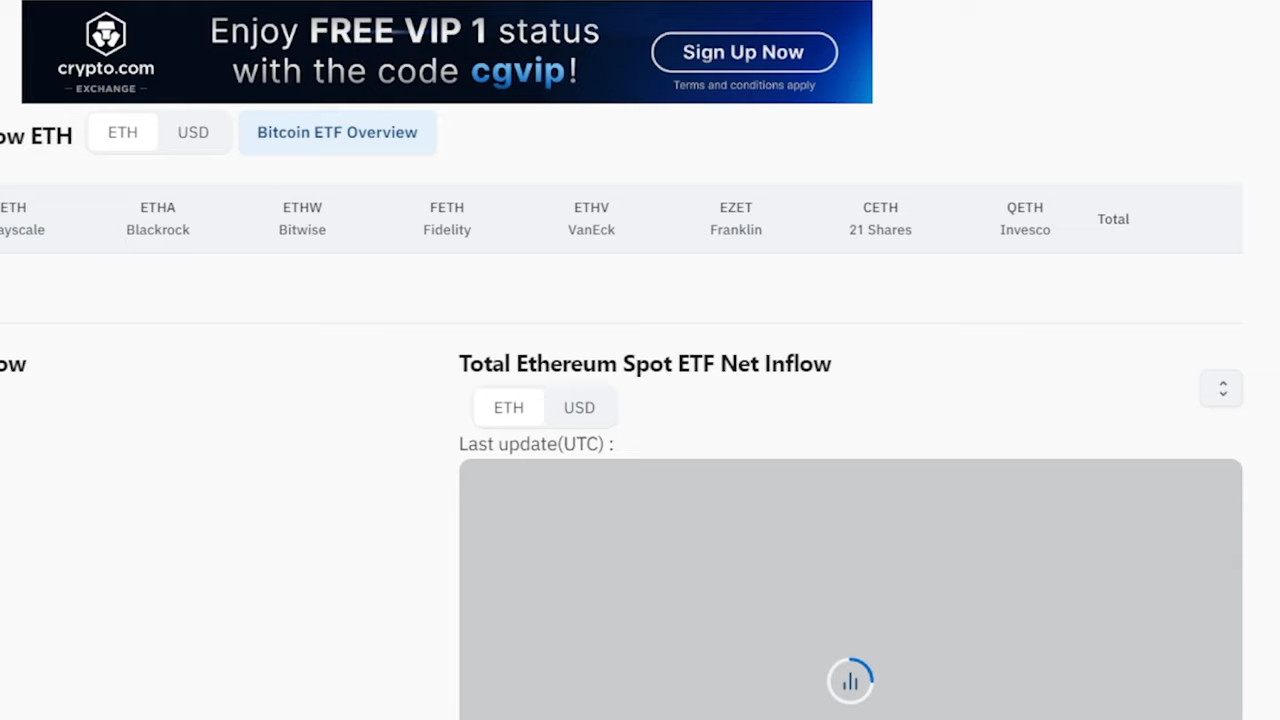 Enjoy FREE VIP 1 status
with the code cgvip!
crypto.com
EXCHANGE
Sign Up Now
Terms and conditions apply
ow ETH
ETH USD
Bitcoin ETF Overview
ETH ETHA ETHW FETH ETHV EZET CETH QETH
ayscale Blackrock Bitwise Fidelity VanEck Franklin 21 Shares Invesco
Total
ow
Total Ethereum Spot ETF Net Inflow
ETH USD
Last update(UTC) :